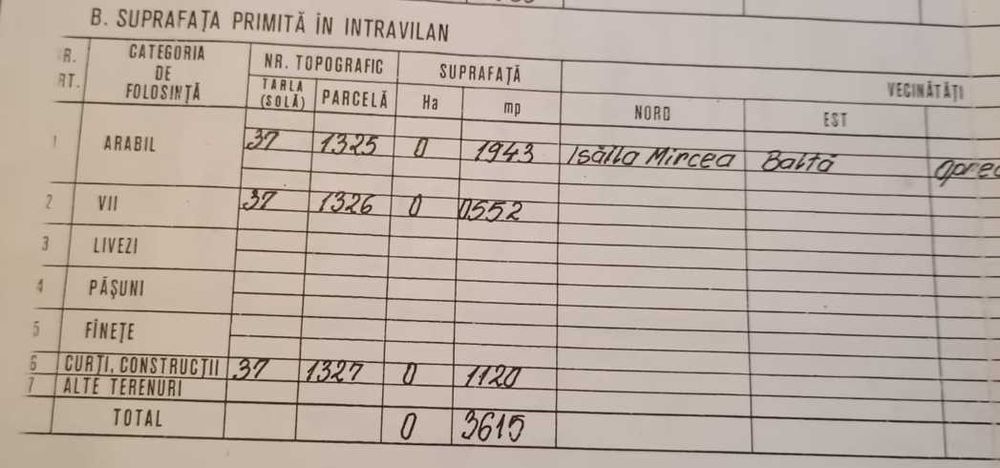 B. SUPRAFAȚA PRIMITĂ ÎN INTRAVILAN
CATEGORIA DE FOLOSINȚĂ NR. TOPOGRAFIC SUPRAFAȚĂ VECINĂTĂȚI
TARLA (SOLĂ) PARCELĂ Ha mp NORD EST
1 ARABIL 37 1325 0 1943 Isălla Mircea Baltă
2 VII 37 1326 0 0552
3 LIVEZI
4 PĂȘUNI
5 FÎNEȚE
6 CURȚI, CONSTRUCȚII 37 1327 0 1120
7 ALTE TERENURI
TOTAL 0 3615